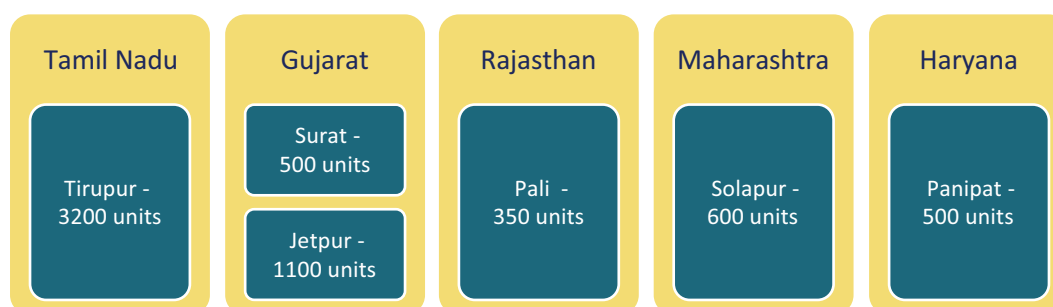 Tamil Nadu
Tirupur -
3200 units
Gujarat
Surat -
500 units
Jetpur -
1100 units
Rajasthan
Pali -
350 units
Maharashtra
Solapur -
600 units
Haryana
Panipat -
500 units